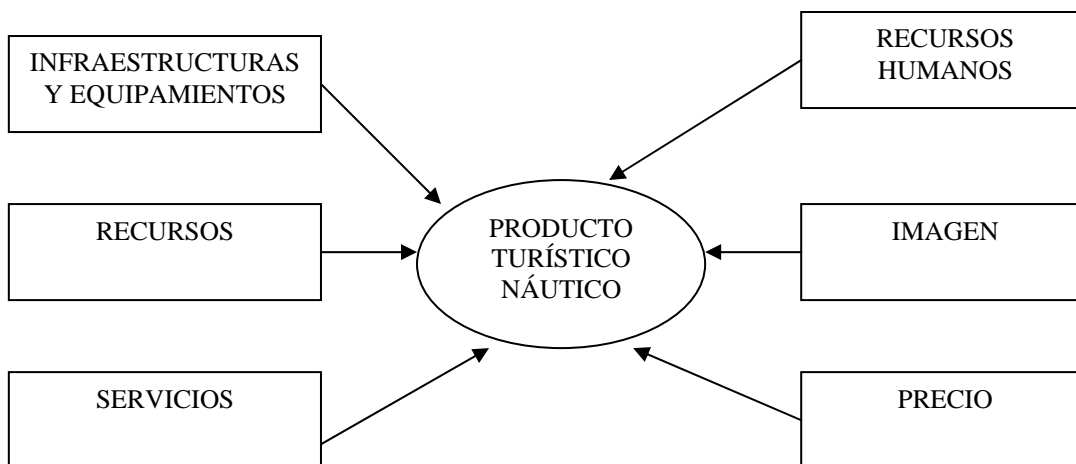 INFRAESTRUCTURAS
Y EQUIPAMIENTOS
RECURSOS
HUMANOS
RECURSOS
PRODUCTO
TURÍSTICO
NÁUTICO
IMAGEN
SERVICIOS
PRECIO